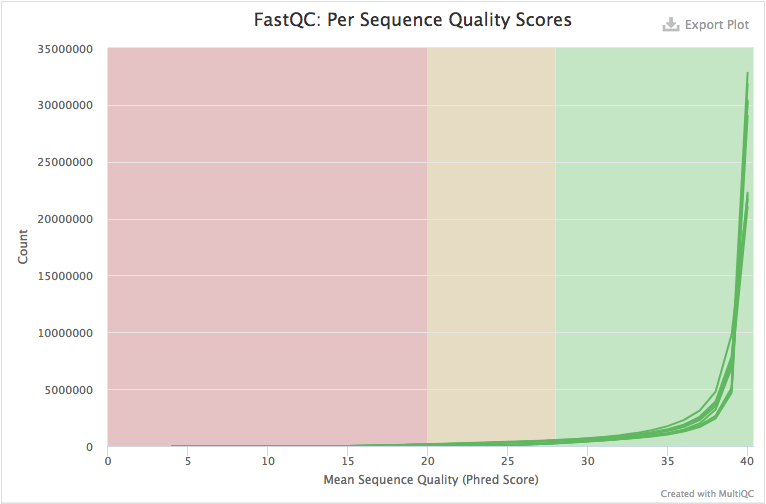 FastQC: Per Sequence Quality Scores
Export Plot
35000000
30000000
25000000
20000000
15000000
10000000
5000000
0
Count
0 5 10 15 20 25 30 35 40
Mean Sequence Quality (Phred Score)
Created with MultiQC